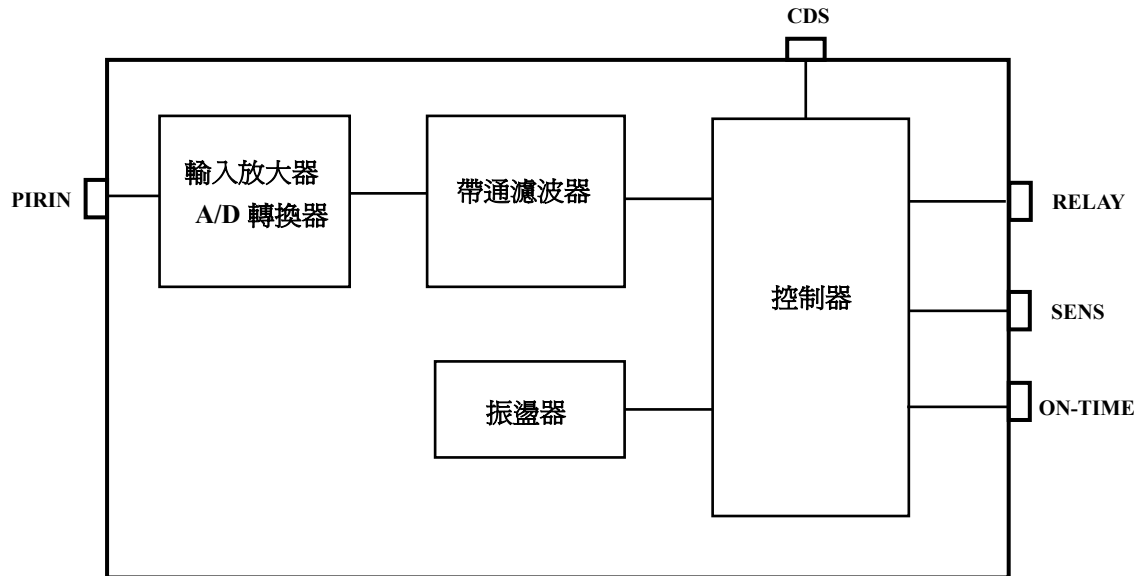 CDS
輸入放大器
A/D 轉換器
帶通濾波器
PIRIN
RELAY
控制器
SENS
振盪器
ON-TIME